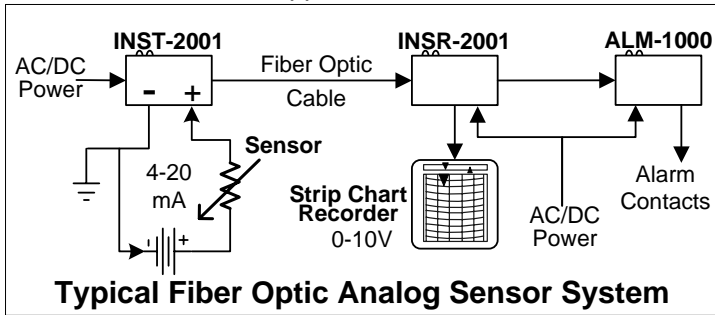 INST-2001
INSR-2001
ALM-1000
AC/DC
Power
- +
Fiber Optic
Cable
Sensor
4-20
mA
- +
Strip Chart
Recorder
0-10V
AC/DC
Power
Alarm
Contacts
Typical Fiber Optic Analog Sensor System